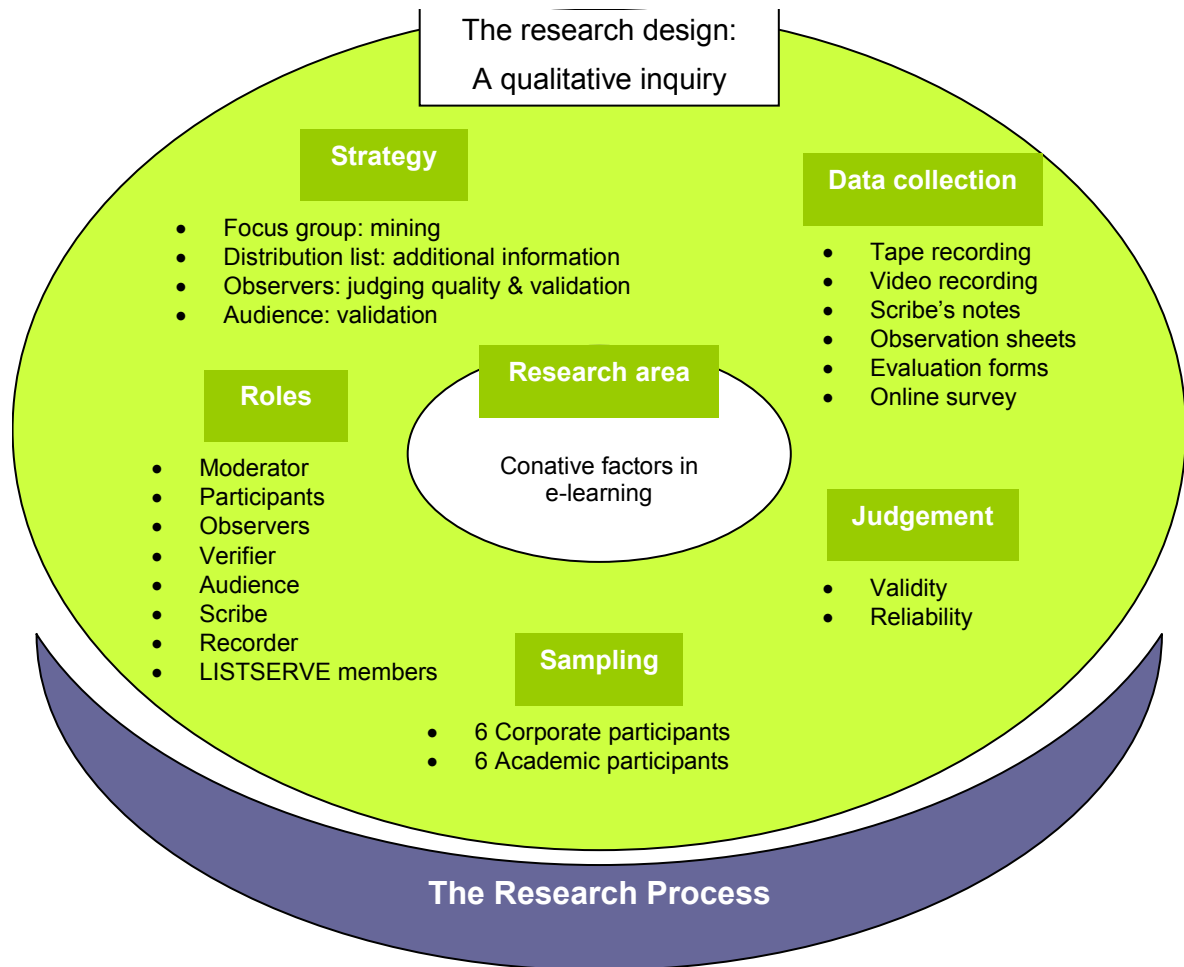 The research design:
A qualitative inquiry
Strategy
• Focus group: mining
• Distribution list: additional information
• Observers: judging quality & validation
• Audience: validation
Data collection
• Tape recording
• Video recording
• Scribe’s notes
• Observation sheets
• Evaluation forms
• Online survey
Research area
Conative factors in
e-learning
Roles
• Moderator
• Participants
• Observers
• Verifier
• Audience
• Scribe
• Recorder
• LISTSERVE members
Judgement
• Validity
• Reliability
Sampling
• 6 Corporate participants
• 6 Academic participants
The Research Process